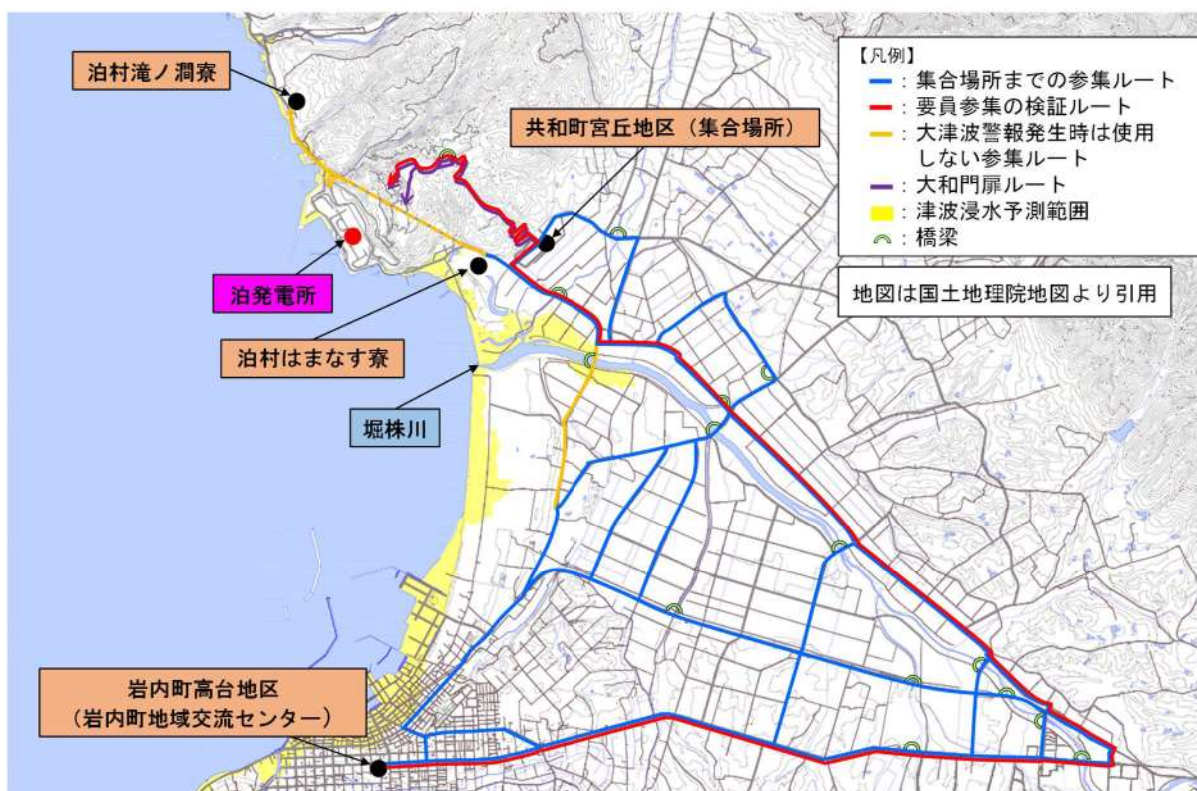 【凡例】
：集合場所までの参集ルート
：要員参集の検証ルート
：大津波警報発生時は使用
しない参集ルート
：大和門扉ルート
：津波浸水予測範囲
：橋梁
地図は国土地理院地図より引用
泊村滝ノ澗寮
共和町宮丘地区（集合場所）
泊発電所
泊村はまなす寮
堀株川
岩内町高台地区
（岩内町地域交流センター）